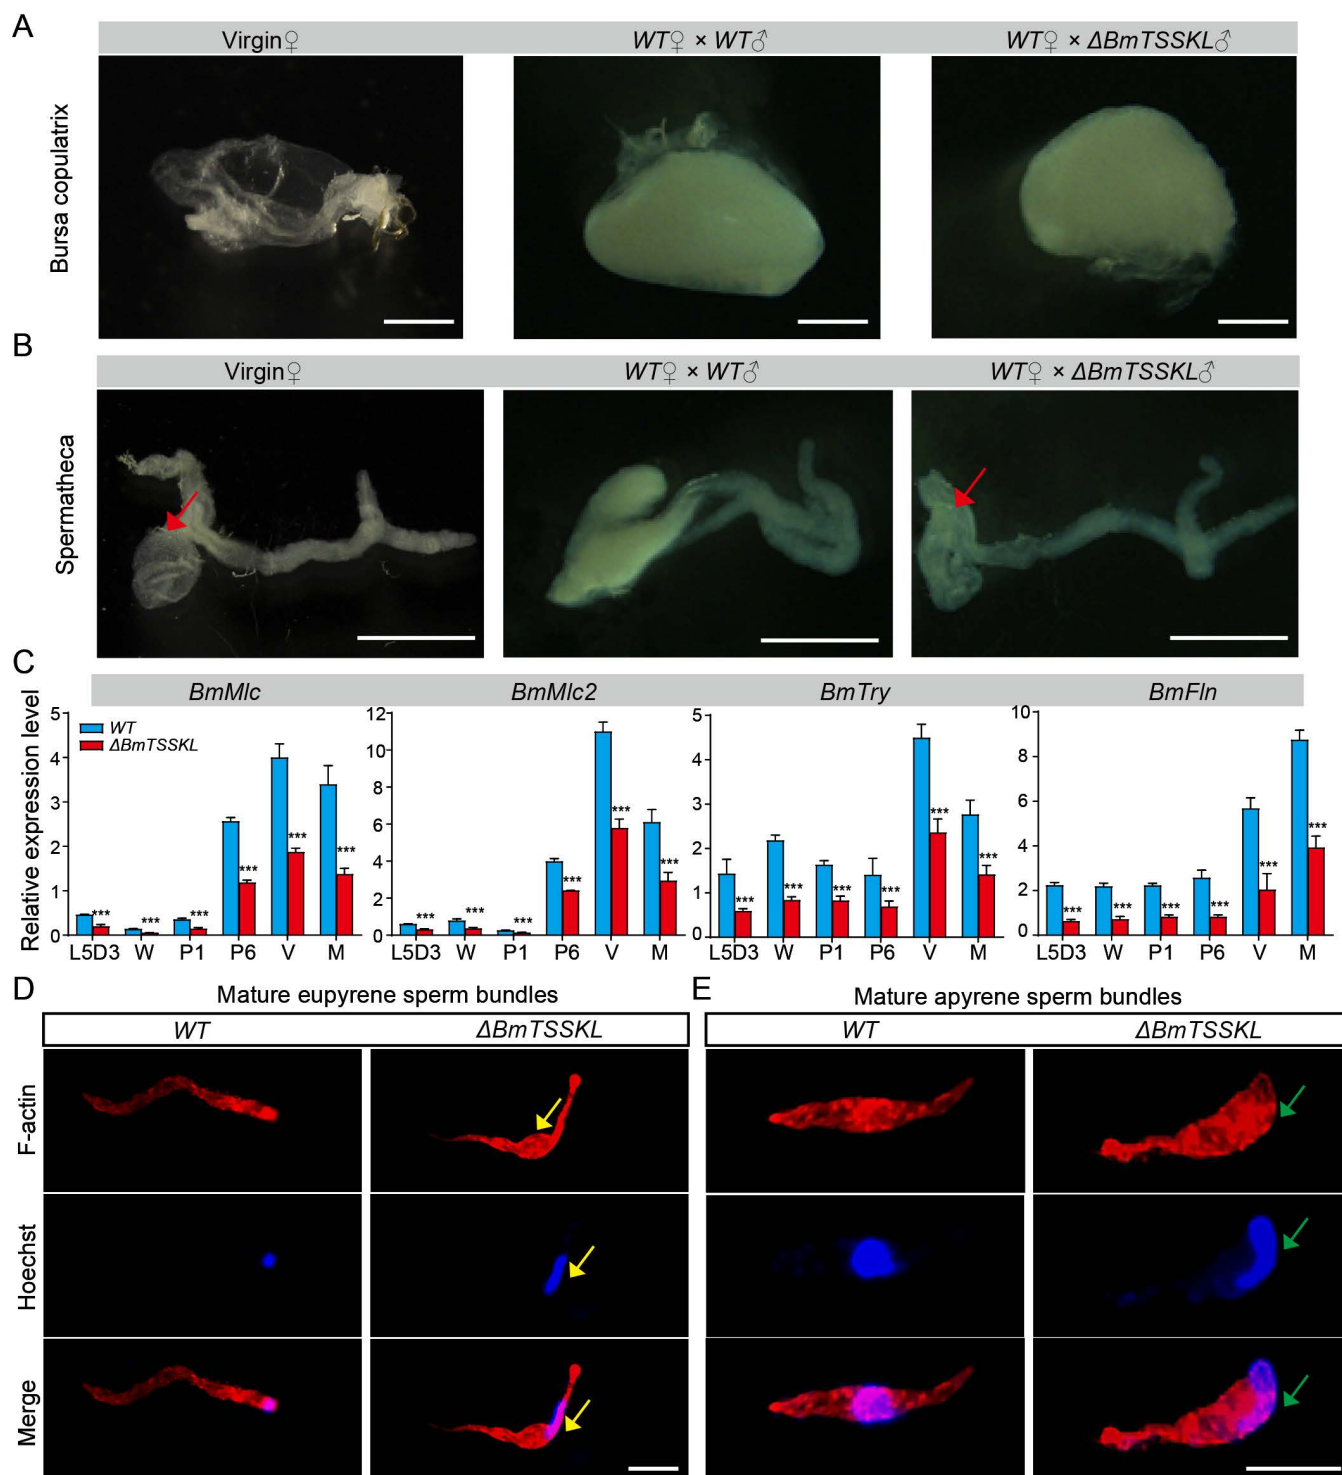 A
Virgin♀
WT♀ × WT♂
WT♀ × ΔBmTSSKL♂
Bursa copulatrix
B
Virgin♀
WT♀ × WT♂
WT♀ × ΔBmTSSKL♂
Spermatheca
C
BmMlc
BmMlc2
BmTry
BmFln
Relative expression level
5
4
3
2
1
0
WT
ΔBmTSSKL
***
***
***
***
***
***
L5D3 W P1 P6 V M
12
10
8
6
4
2
0
***
***
***
***
***
***
L5D3 W P1 P6 V M
5
4
3
2
1
0
***
***
***
***
***
***
L5D3 W P1 P6 V M
10
8
6
4
2
0
***
***
***
***
***
***
L5D3 W P1 P6 V M
D
Mature eupyrene sperm bundles
WT
ΔBmTSSKL
E
Mature apyrene sperm bundles
WT
ΔBmTSSKL
F-actin
Hoechst
Merge